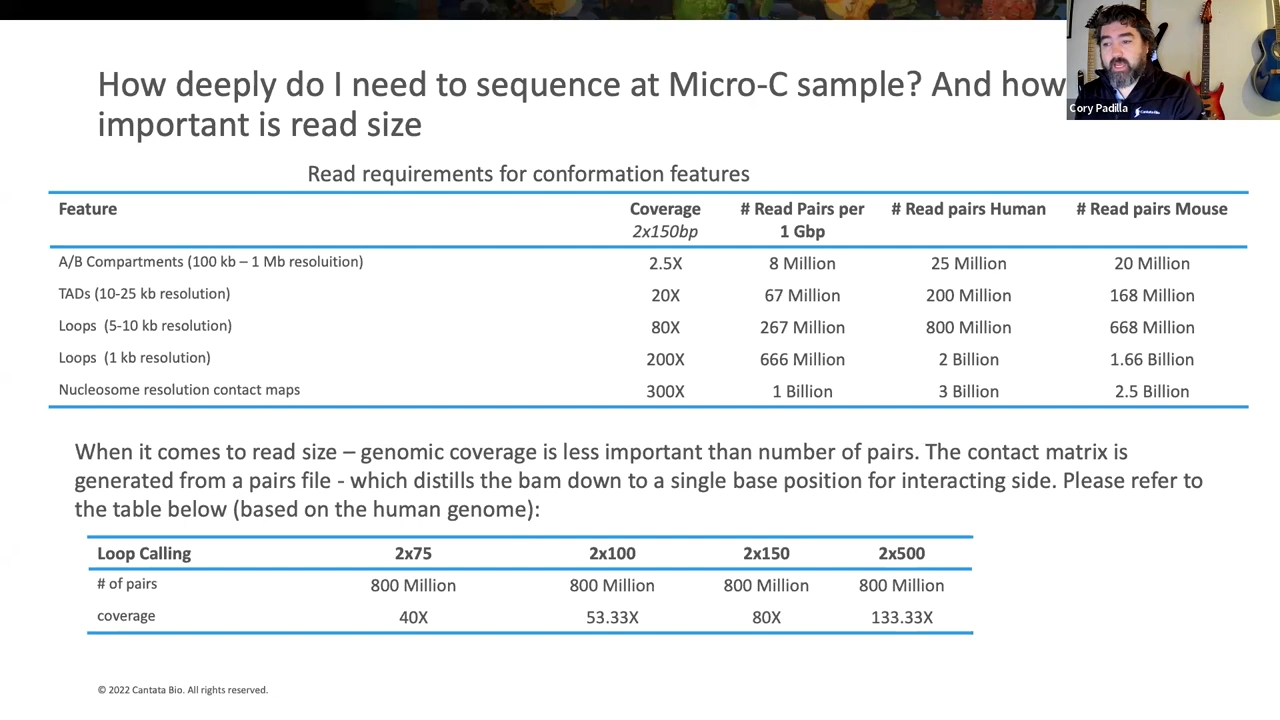 How deeply do I need to sequence at Micro-C sample? And how
important is read size
Cory Padilla
Cantata Bio
Read requirements for conformation features
Feature Coverage # Read Pairs per # Read pairs Human # Read pairs Mouse
2x150bp 1 Gbp
A/B Compartments (100 kb – 1 Mb resoluition) 2.5X 8 Million 25 Million 20 Million
TADs (10-25 kb resolution) 20X 67 Million 200 Million 168 Million
Loops (5-10 kb resolution) 80X 267 Million 800 Million 668 Million
Loops (1 kb resolution) 200X 666 Million 2 Billion 1.66 Billion
Nucleosome resolution contact maps 300X 1 Billion 3 Billion 2.5 Billion
When it comes to read size – genomic coverage is less important than number of pairs. The contact matrix is
generated from a pairs file - which distills the bam down to a single base position for interacting side. Please refer to
the table below (based on the human genome):
Loop Calling 2x75 2x100 2x150 2x500
# of pairs 800 Million 800 Million 800 Million 800 Million
coverage 40X 53.33X 80X 133.33X
© 2022 Cantata Bio. All rights reserved.